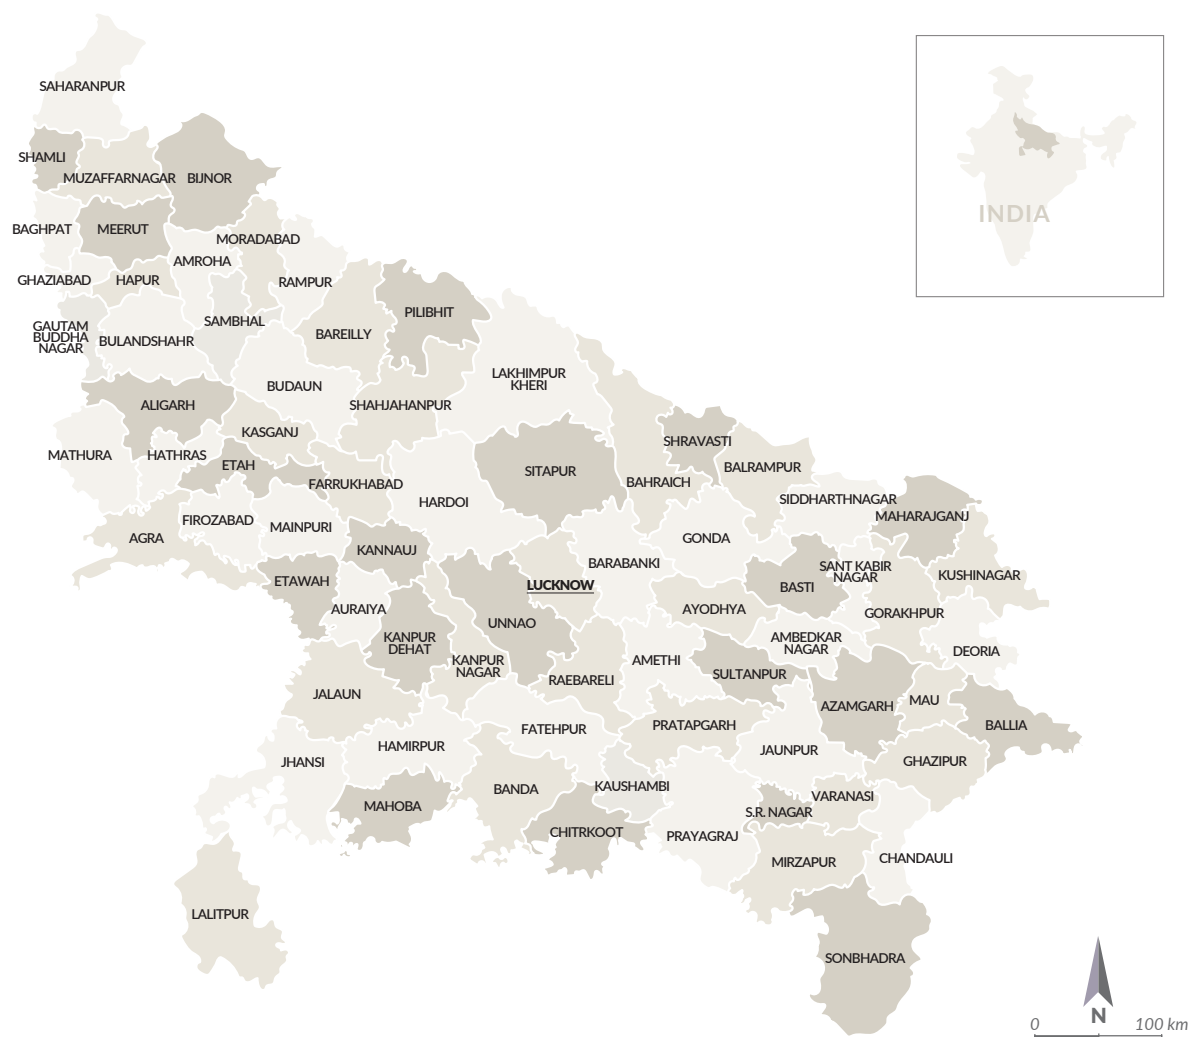 SAHARANPUR
SHAMLI
MUZAFFARNAGAR
BIJNOR
BAGHPAT
MEERUT
MORADABAD
AMROHA
GHAZIABAD
HAPUR
RAMPUR
SAMBHAL
GAUTAM
BUDDHA
NAGAR
BULANDSHAHR
BAREILLY
PILIBHIT
LAKHIMPUR
KHERI
BUDAUN
ALIGARH
SHAHJAHANPUR
KASGANJ
MATHURA
HATHRAS
ETAH
SHRAVASTI
BALRAMPUR
SITAPUR
FARRUKHABAD
BAHRAICH
HARDOI
SIDDHARTHNAGAR
MAHARAJGANJ
FIROZABAD
MAINPURI
AGRA
GONDA
KANNAUJ
BARABANKI
SANT KABIR
NAGAR
KUSHINAGAR
ETAWAH
LUCKNOW
BASTI
AURAIYA
AYODHYA
GORAKHPUR
UNNAO
KANPUR
DEHAT
AMBEDKAR
NAGAR
DEORIA
KANPUR
NAGAR
AMETHI
SULTANPUR
RAEBARELI
JALAUN
AZAMGARH
MAU
BALLIA
FATEHPUR
PRATAPGARH
HAMIRPUR
JAUNPUR
JHANSI
GHAZIPUR
BANDA
KAUSHAMBI
VARANASI
MAHOBA
S.R. NAGAR
CHITRKOOT
PRAYAGRAJ
MIRZAPUR
CHANDAULI
LALITPUR
SONBHADRA
INDIA
N
0 100 km